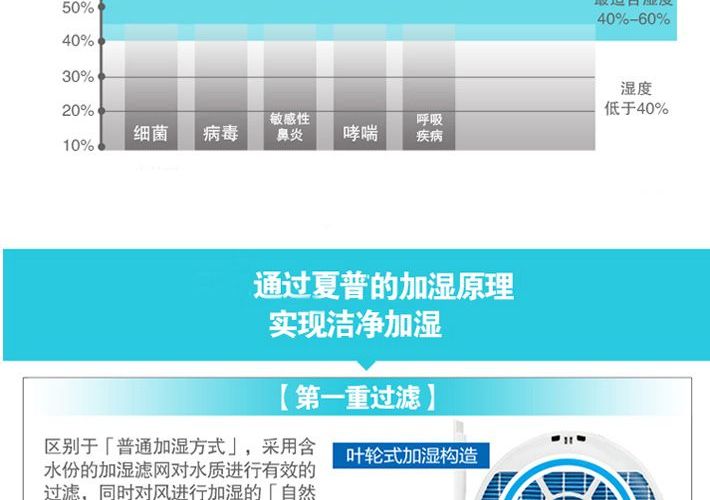 50%
最适合湿度
40%-60%
40%
30%
湿度
低于40%
20%
10%
细菌
病毒
敏感性
鼻炎
哮喘
呼吸
疾病
通过夏普的加湿原理
实现洁净加湿
【第一重过滤】
区别于「普通加湿方式」，采用含
水份的加湿滤网对水质进行有效的
过滤，同时对风进行加湿的「自然
叶轮式加湿构造